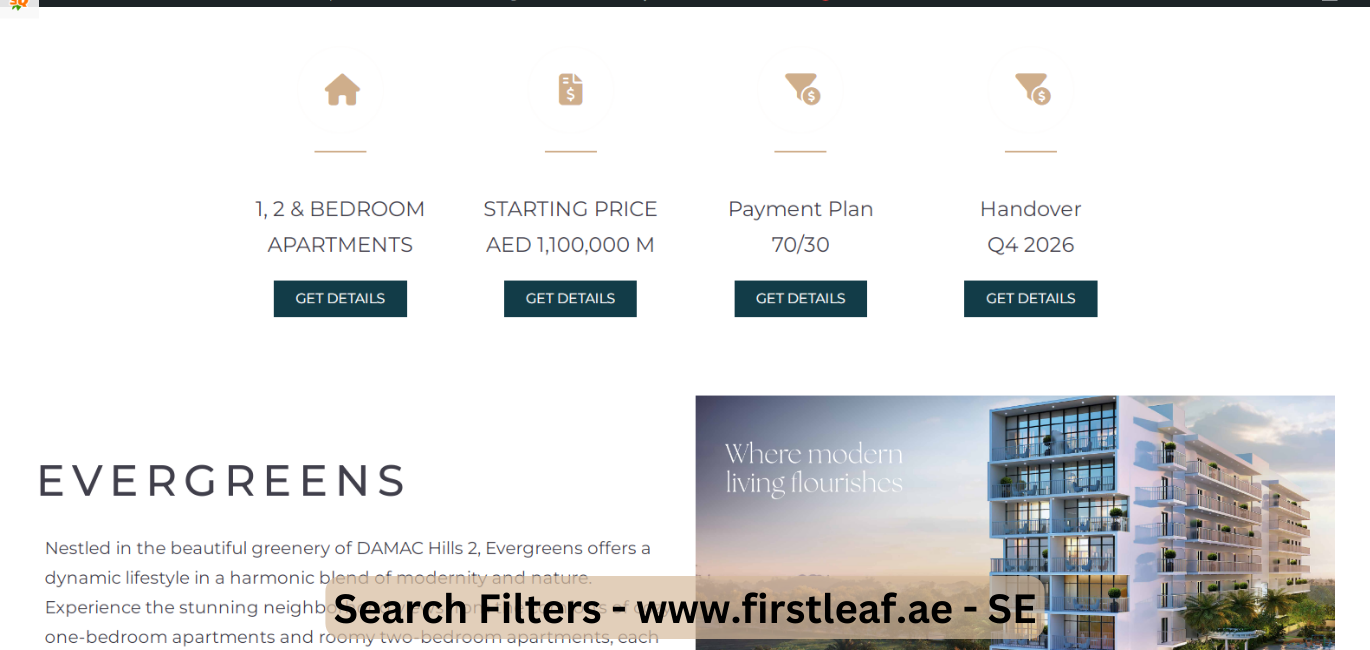 1, 2 & BEDROOM
APARTMENTS
GET DETAILS
STARTING PRICE
AED 1,100,000 M
GET DETAILS
Payment Plan
70/30
GET DETAILS
Handover
Q4 2026
GET DETAILS
EVERGREENS
Nestled in the beautiful greenery of DAMAC Hills 2, Evergreens offers a
dynamic lifestyle in a harmonic blend of modernity and nature.
Experience the stunning
one-bedroom apartments and roomy two-bedroom apartments, each
Where modern
living flourishes
Search Filters - www.firstleaf.ae - SE